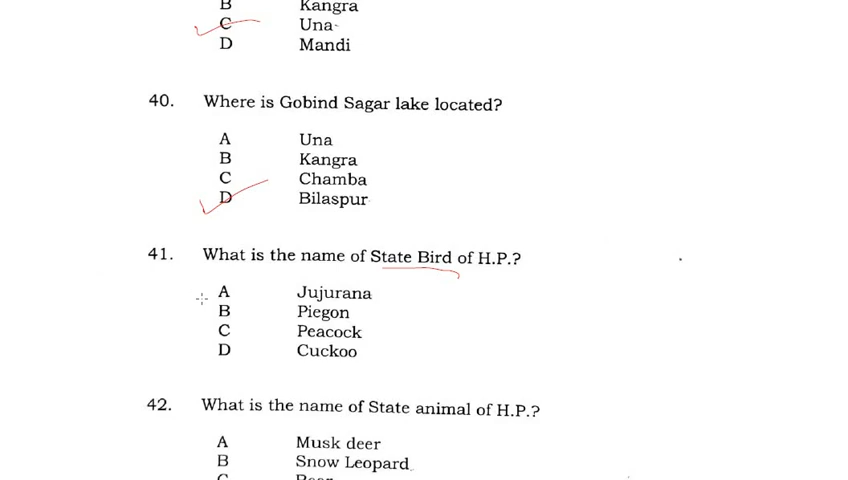 B Kangra
C Una
D Mandi
40. Where is Gobind Sagar lake located?
A Una
B Kangra
C Chamba
D Bilaspur
41. What is the name of State Bird of H.P.?
A Jujurana
B Piegon
C Peacock
D Cuckoo
42. What is the name of State animal of H.P.?
A Musk deer
B Snow Leopard